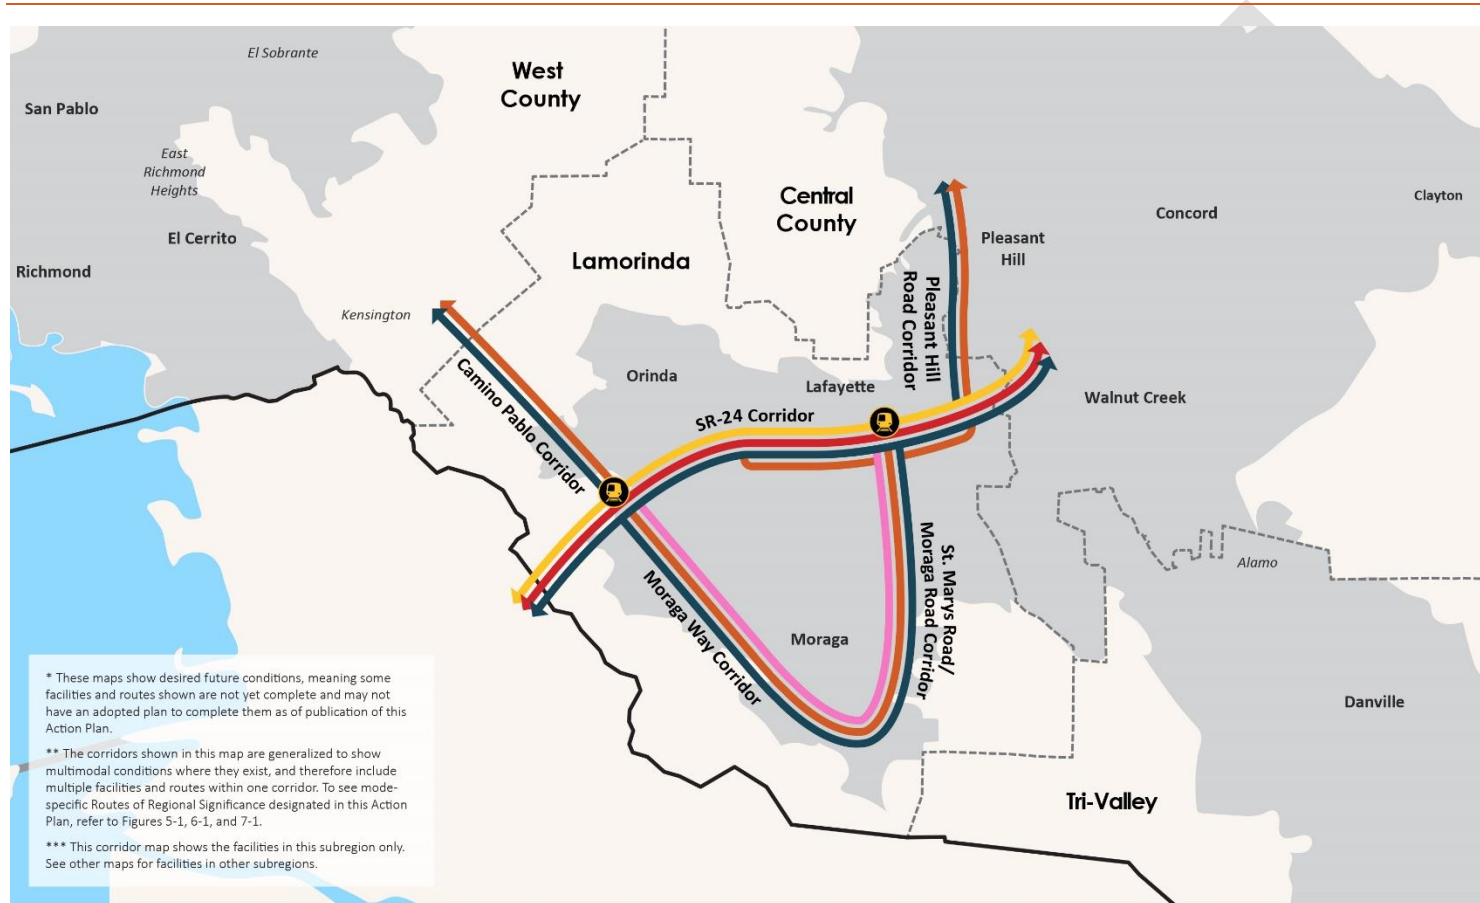 El Sobrante
West
County
San Pablo
East
Richmond
Heights
Central
County
Clayton
Concord
El Cerrito
Pleasant
Hill
Lamorinda
Richmond
Kensington
Pleasant Hill
Road Corridor
Orinda
Lafayette
Camino Pablo Corridor
Walnut Creek
SR-24 Corridor
St. Marys Road/
Moraga Road Corridor
Alamo
Moraga Way Corridor
Moraga
Danville
Tri-Valley
* These maps show desired future conditions, meaning some
facilities and routes shown are not yet complete and may not
have an adopted plan to complete them as of publication of this
Action Plan.
** The corridors shown in this map are generalized to show
multimodal conditions where they exist, and therefore include
multiple facilities and routes within one corridor. To see mode-
specific Routes of Regional Significance designated in this Action
Plan, refer to Figures 5-1, 6-1, and 7-1.
*** This corridor map shows the facilities in this subregion only.
See other maps for facilities in other subregions.